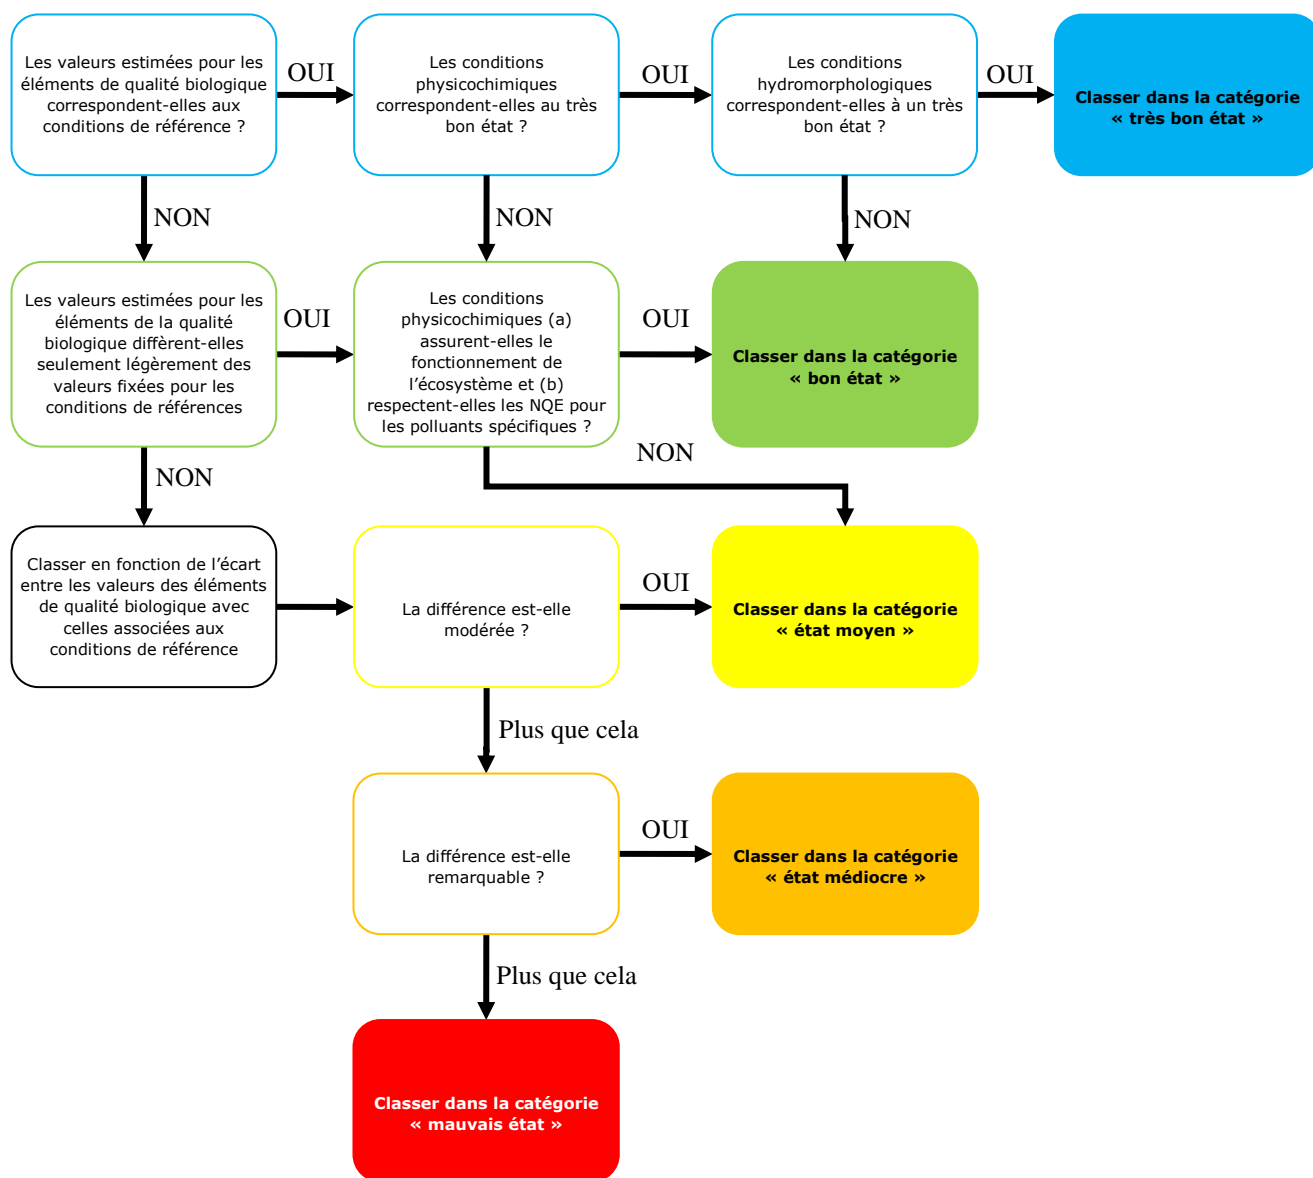 Les valeurs estimées pour les
éléments de qualité biologique
correspondent-elles aux
conditions de référence ?
OUI
Les conditions
physicochimiques
correspondent-elles au très
bon état ?
OUI
Les conditions
hydromorphologiques
correspondent-elles à un très
bon état ?
OUI
Classer dans la catégorie
« très bon état »
NON
NON
NON
Les valeurs estimées pour les
éléments de la qualité
biologique diffèrent-elles
seulement légèrement des
valeurs fixées pour les
conditions de références
OUI
Les conditions
physicochimiques (a)
assurent-elles le
fonctionnement de
l’écosystème et (b)
respectent-elles les NQE pour
les polluants spécifiques ?
OUI
Classer dans la catégorie
« bon état »
NON
NON
Classer en fonction de l’écart
entre les valeurs des éléments
de qualité biologique avec
celles associées aux
conditions de référence
La différence est-elle
modérée ?
OUI
Classer dans la catégorie
« état moyen »
Plus que cela
La différence est-elle
remarquable ?
OUI
Classer dans la catégorie
« état médiocre »
Plus que cela
Classer dans la catégorie
« mauvais état »